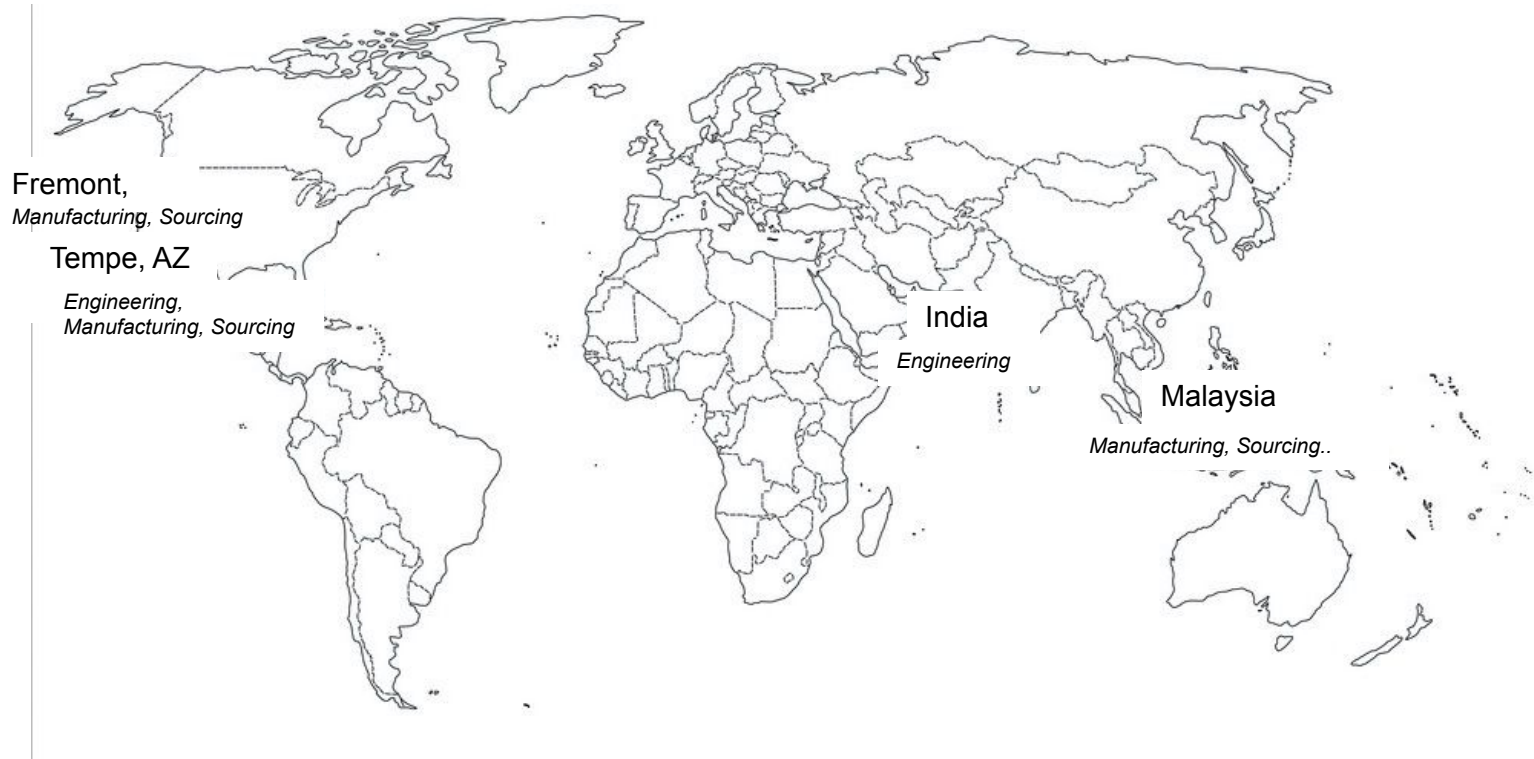 Fremont,
Manufacturing, Sourcing
Tempe, AZ
Engineering,
Manufacturing, Sourcing
India
Engineering
Malaysia
Manufacturing, Sourcing..